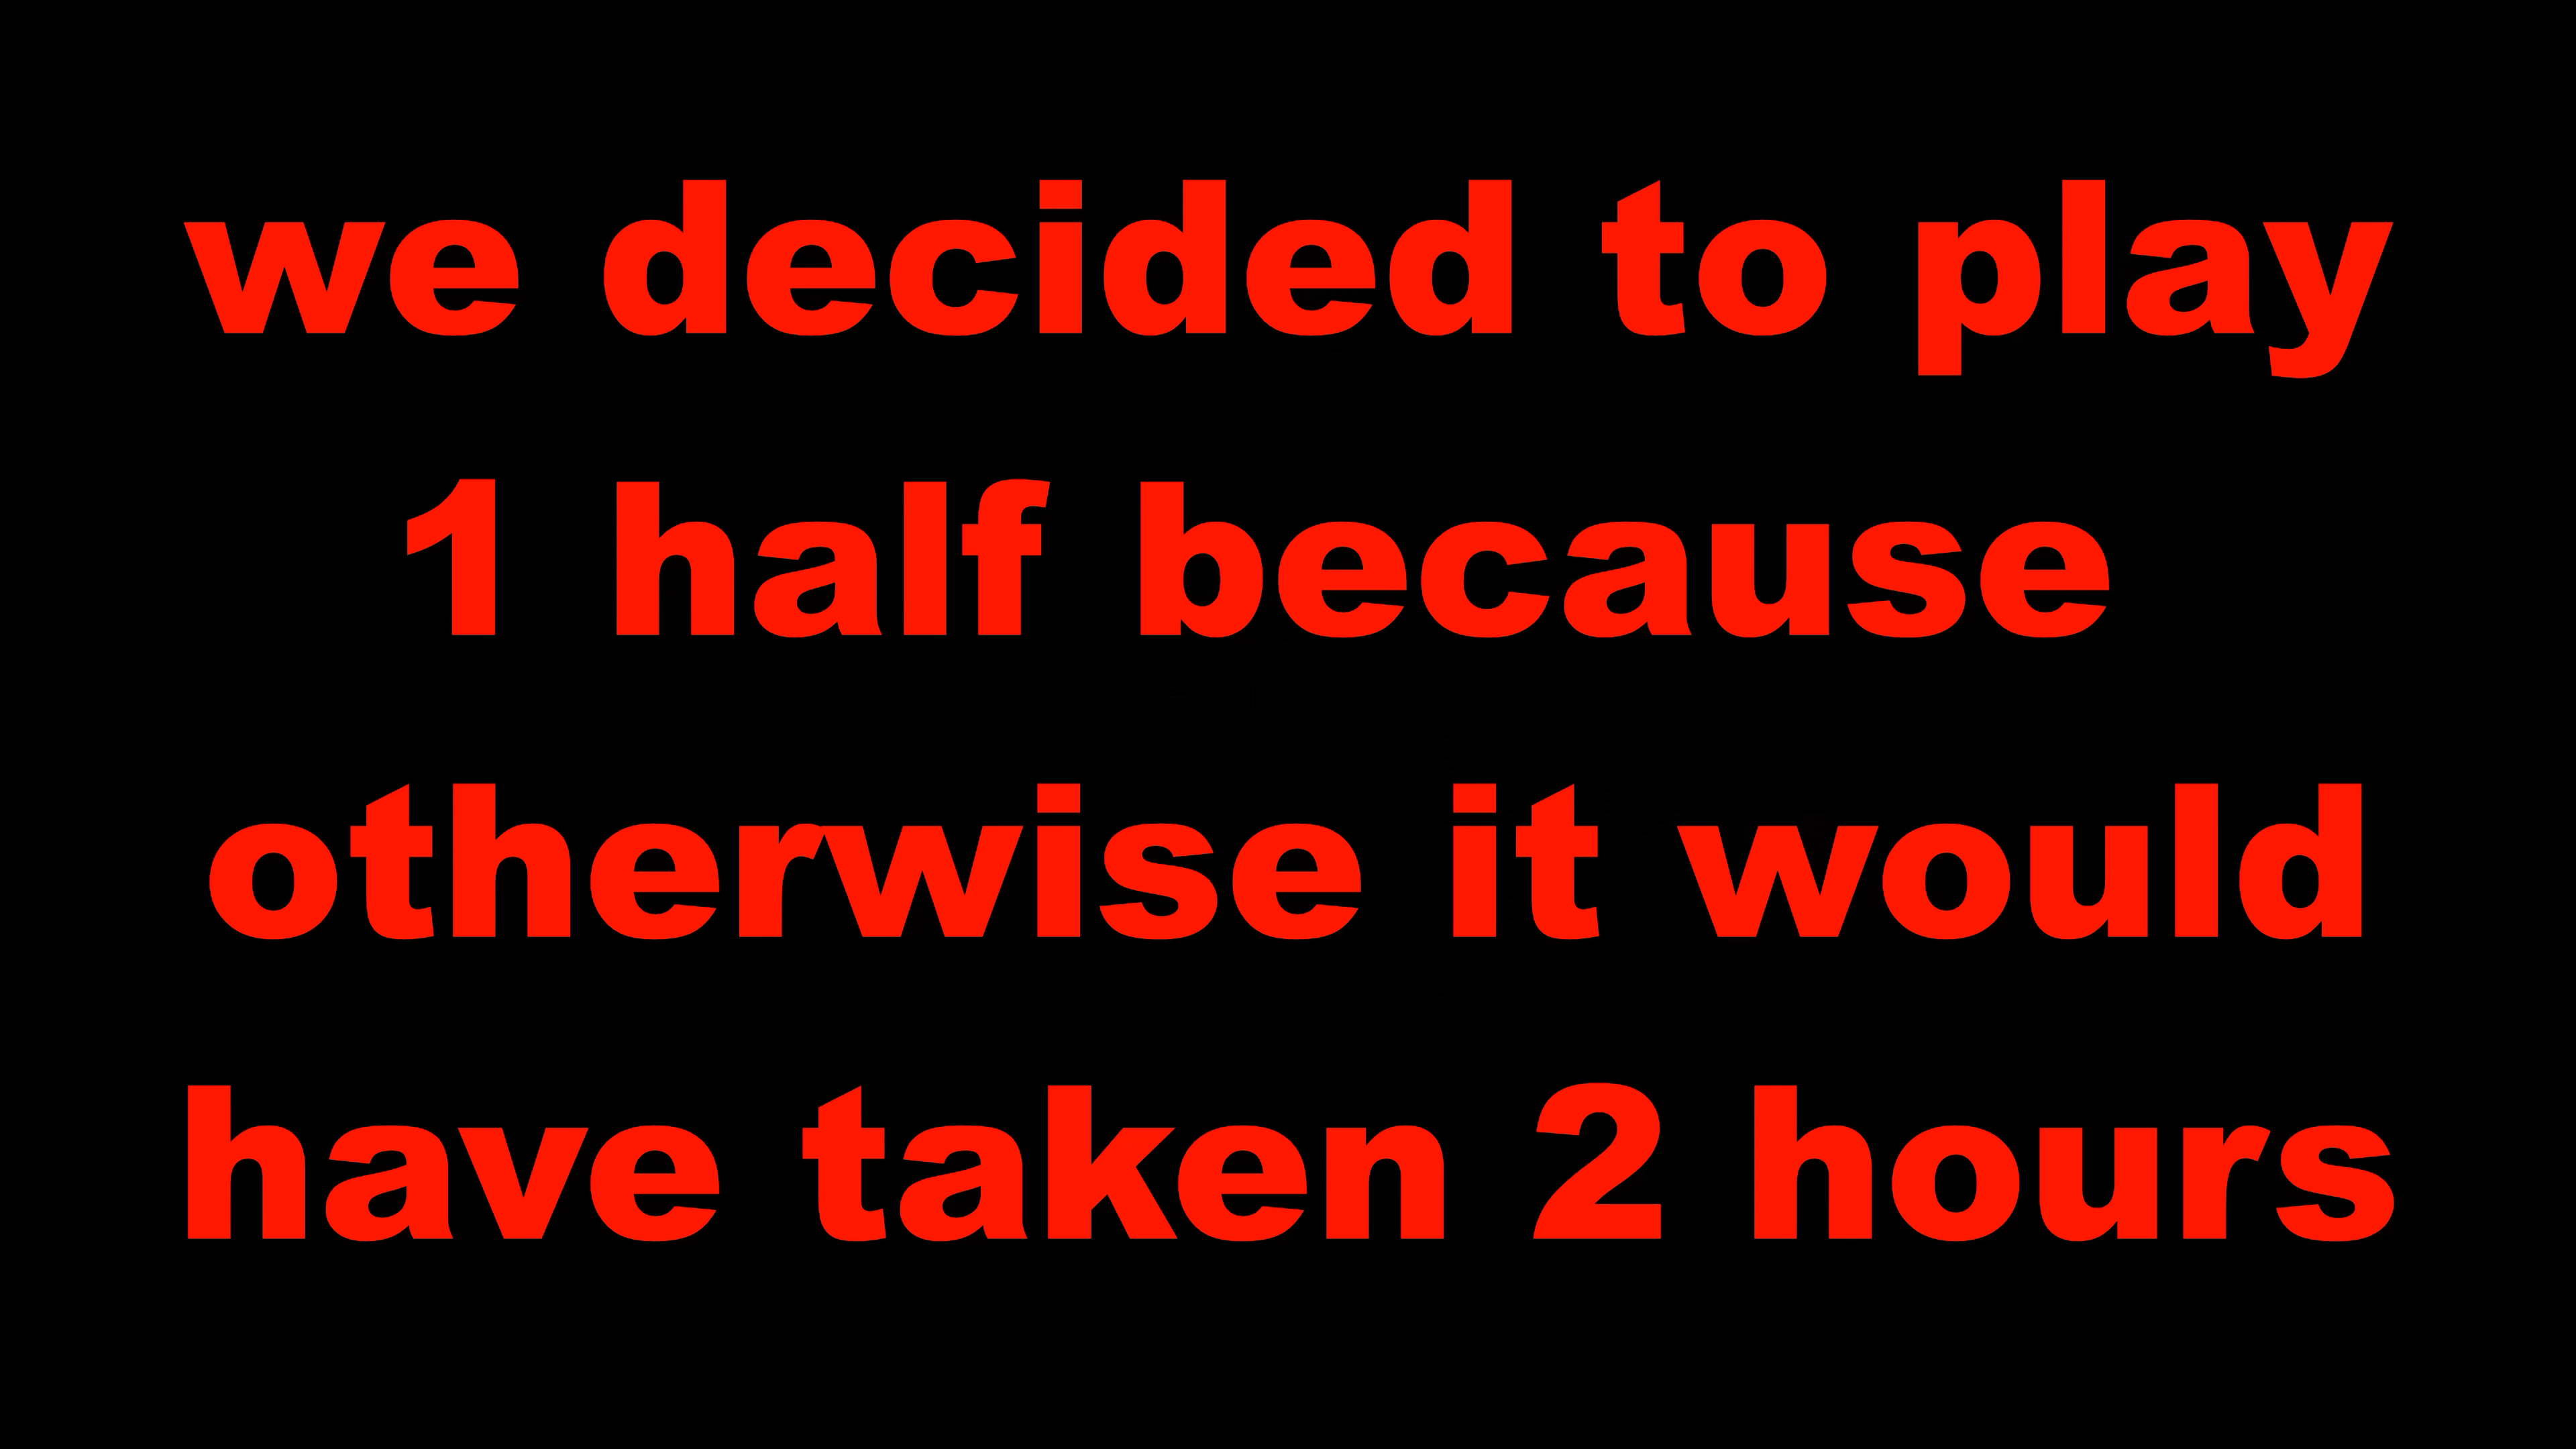 we decided to play
1 half because
otherwise it would
have taken 2 hours